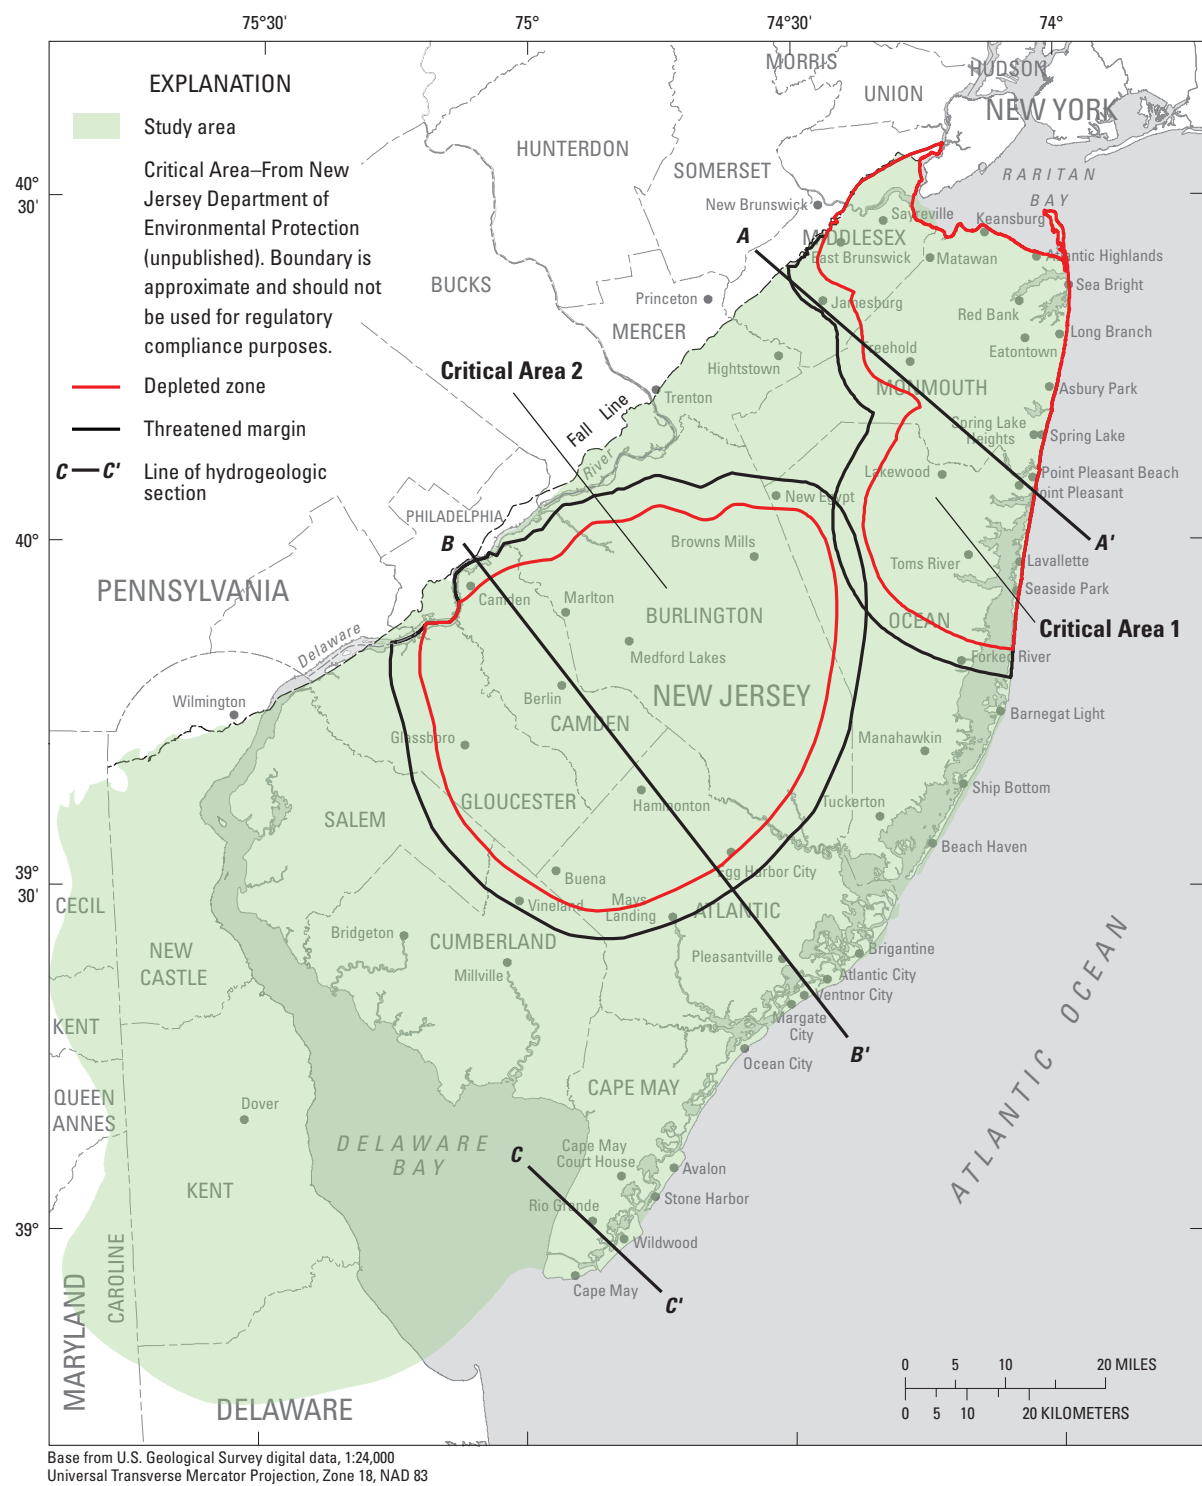 75°30'
75°
74°30'
74°
EXPLANATION
Study area
Critical Area–From New
Jersey Department of
Environmental Protection
(unpublished). Boundary is
approximate and should not
be used for regulatory
compliance purposes.
Depleted zone
Threatened margin
C C' Line of hydrogeologic
section
40°
30'
40°
39°
30'
39°
MORRIS
HUDSON
UNION
NEW YORK
HUNTERDON
SOMERSET
RARITAN
BAY
New Brunswick
Sayreville
Keansburg
A
MIDDLESEX
East Brunswick
Matawan
Atlantic Highlands
BUCKS
Sea Bright
Princeton
Jamesburg
Red Bank
MERCER
Long Branch
Freehold
Eatontown
Hightstown
Critical Area 2
MONMOUTH
Asbury Park
Trenton
Fall Line
Spring Lake
Heights
Spring Lake
River
Lakewood
Point Pleasant Beach
Point Pleasant
New Egypt
PHILADELPHIA
B
Browns Mills
A'
Toms River
Lavallette
PENNSYLVANIA
Seaside Park
Camden
Marlton
BURLINGTON
OCEAN
Critical Area 1
Delaware
Medford Lakes
Forked River
Wilmington
Berlin
NEW JERSEY
Barnegat Light
CAMDEN
Glassboro
Manahawkin
Ship Bottom
GLOUCESTER
Hammonton
Tuckerton
SALEM
Beach Haven
Egg Harbor City
Buena
CECIL
Vineland
Mays
Landing
ATLANTIC
Bridgeton
CUMBERLAND
NEW
CASTLE
Brigantine
Pleasantville
Millville
Atlantic City
Ventnor City
KENT
Margate
City
B'
Ocean City
ATLANTIC OCEAN
QUEEN
ANNES
Dover
CAPE MAY
DELAWARE
BAY
C
Cape May
Court House
Avalon
KENT
Stone Harbor
Rio Grande
Wildwood
CAROLINE
Cape May
C'
MARYLAND
DELAWARE
0 5 10 20 MILES
0 5 10 20 KILOMETERS
Base from U.S. Geological Survey digital data, 1:24,000
Universal Transverse Mercator Projection, Zone 18, NAD 83